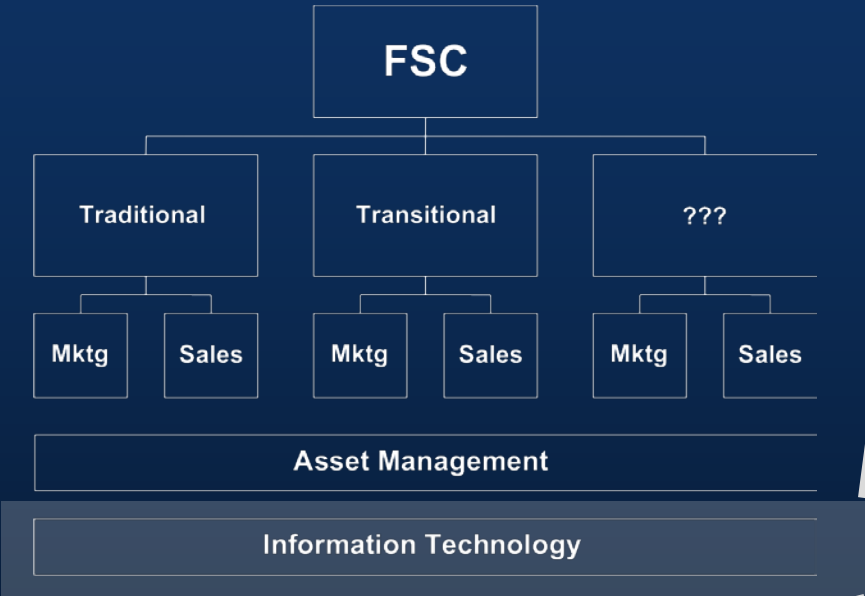 FSC
Traditional
Transitional
???
Mktg
Sales
Mktg
Sales
Mktg
Sales
Asset Management
Information Technology